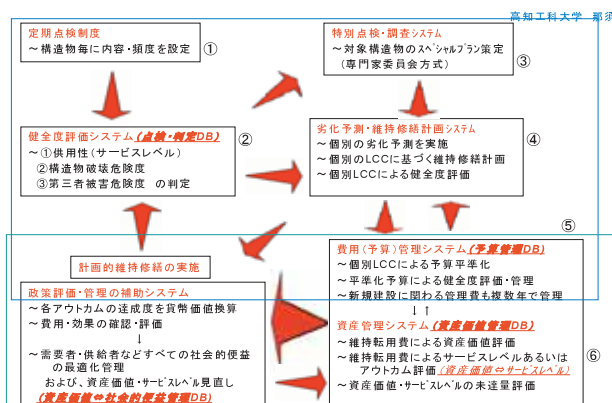 高知工科大学 那須
定期点検制度
～構造物毎に内容・頻度を設定
①
特別点検・調査システム
～対象構造物のスペシャルプラン策定
(専門家委員会方式)
③
健全度評価システム(点検・判定DB)
～①供用性(サービスレベル)
②構造物破壊危険度
③第三者被害危険度 の判定
②
劣化予測・維持修繕計画システム
～個別の劣化予測を実施
～個別のLCCに基づく維持修繕計画
～個別LCCによる健全度評価
④
⑤
計画的維持修繕の実施
費用(予算)管理システム(予算管理DB)
～個別LCCによる予算平準化
～平準化予算による健全度評価・管理
～新規建設に関わる管理費も複数年で管理
↓↑
資産管理システム(資産価値管理DB)
～維持転用費による資産価値評価
～維持転用費によるサービスレベルあるいは
アウトカム評価(資産価値⇔サービスレベル)
～資産価値・サービスレベルの未達量評価
⑥
政策評価・管理の補助システム
～各アウトカムの達成度を貨幣価値換算
～費用・効果の確認・評価
↓
～需要者・供給者などすべての社会的便益
の最適化管理
および、資産価値・サービスレベル見直し
(資産価値⇔社会的便益管理DB)